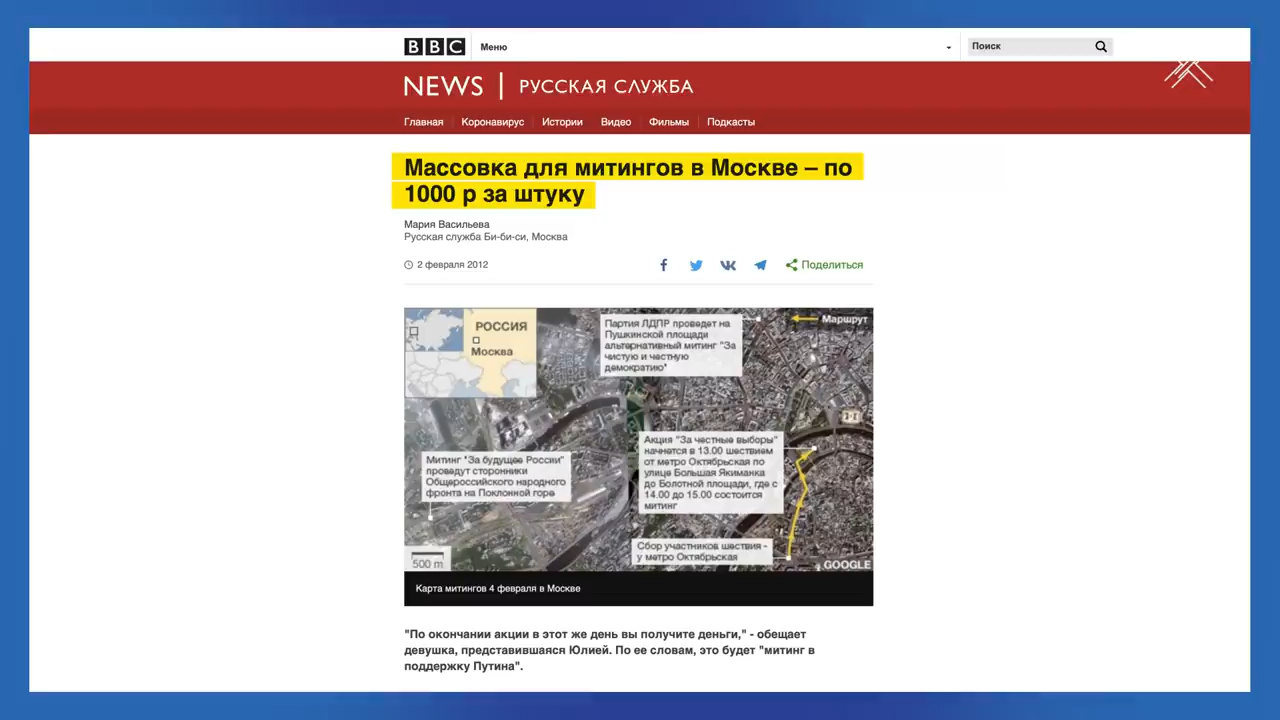 BBC Меню Поиск
NEWS | РУССКАЯ СЛУЖБА
Главная Коронавирус Истории Видео Фильмы Подкасты
Массовка для митингов в Москве – по
1000 р за штуку
Мария Васильева
Русская служба Би-би-си, Москва
2 февраля 2012
Поделиться
РОССИЯ
Москва
Партия ЛДПР проведет на
Пушкинской площади
альтернативный митинг "За
чистую и честную
демократию"
Маршрут
Акция "За честные выборы"
начнется в 13.00 шествием
от метро Октябрьская по
улице Большая Якиманка
до Болотной площади, где с
14.00 до 15.00 состоится
митинг
Митинг "За будущее России"
проведут сторонники
Общероссийского народного
фронта на Поклонной горе
Сбор участников шествия -
у метро Октябрьская
500 m
GOOGLE
Карта митингов 4 февраля в Москве
"По окончании акции в этот же день вы получите деньги," - обещает
девушка, представившаяся Юлией. По ее словам, это будет "митинг в
поддержку Путина".